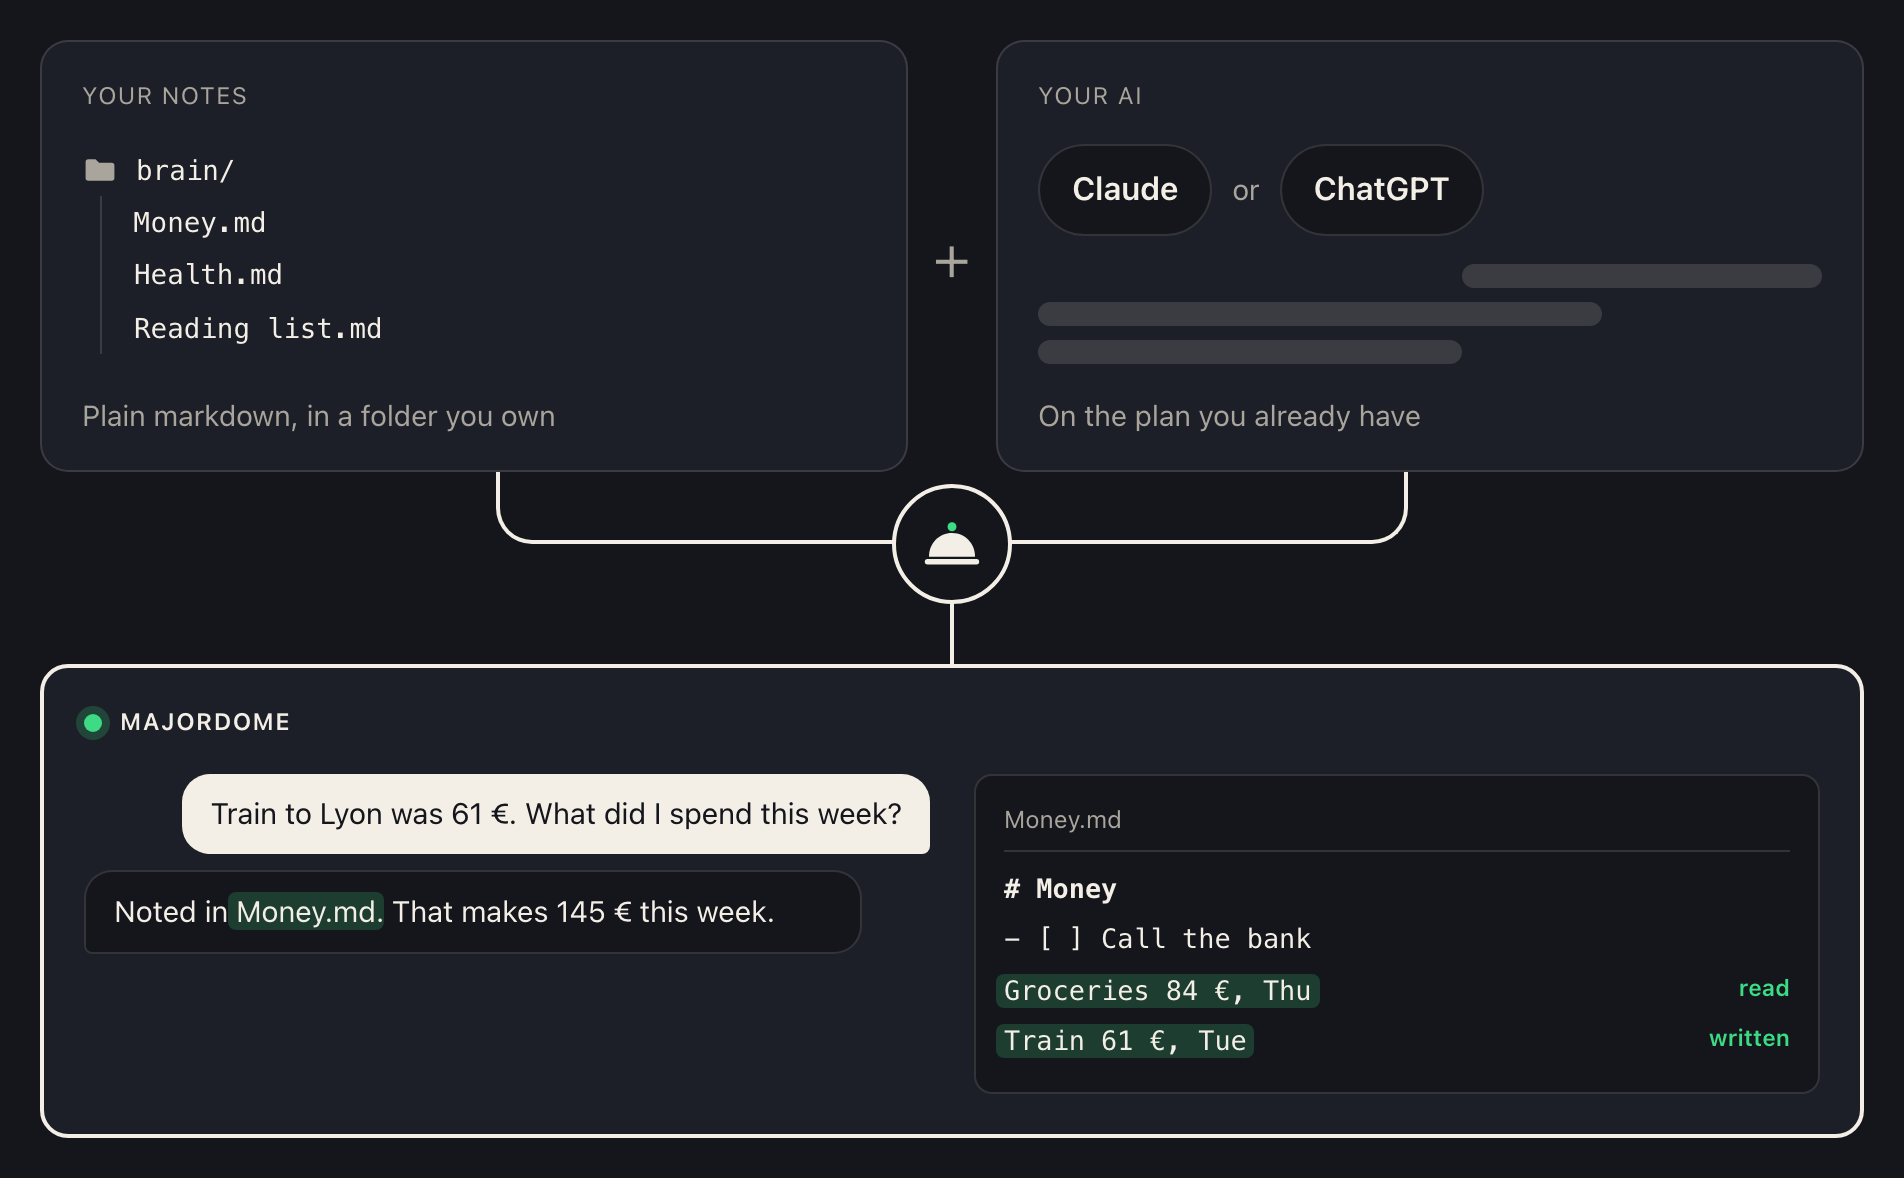 YOUR NOTES
brain/
Money.md
Health.md
Reading list.md
Plain markdown, in a folder you own
+
YOUR AI
Claude or ChatGPT
On the plan you already have
MAJORDOME
Train to Lyon was 61 €. What did I spend this week?
Noted in Money.md. That makes 145 € this week.
Money.md
# Money
– [ ] Call the bank
Groceries 84 €, Thu read
Train 61 €, Tue written